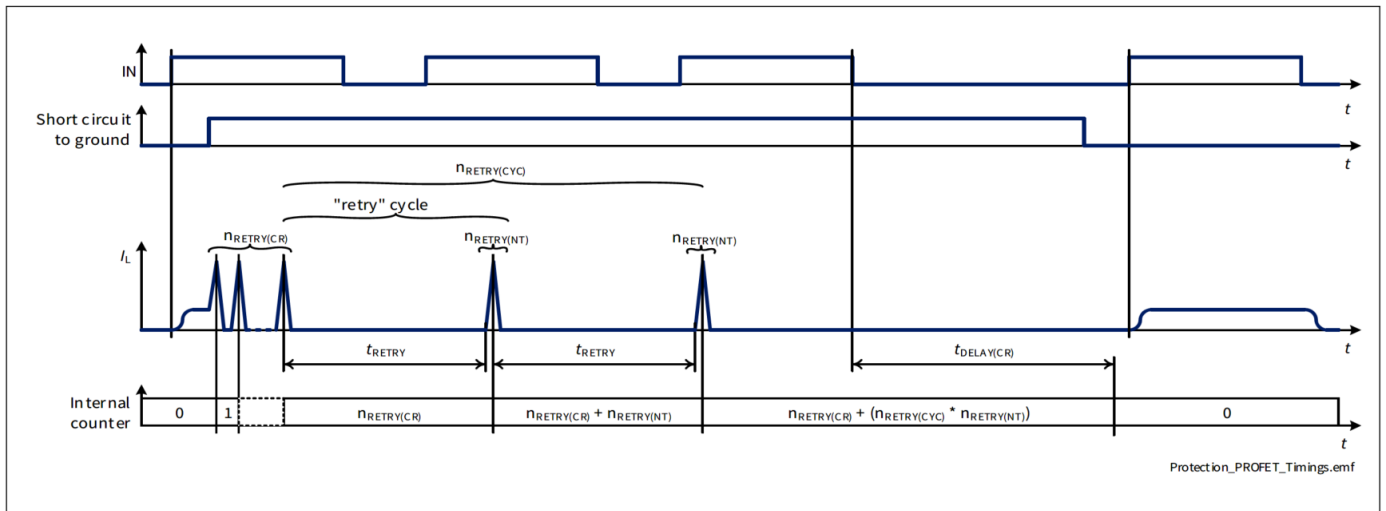 IN
t
Short circuit
to ground
t
nRETRY(CYC)
"retry" cycle
nRETRY(CR)
nRETRY(NT)
nRETRY(NT)
IL
t
tRETRY
tRETRY
tDELAY(CR)
Internal
counter
0
1
nRETRY(CR)
nRETRY(CR) + nRETRY(NT)
nRETRY(CR) + (nRETRY(CYC) * nRETRY(NT))
0
t
Protection_PROFET_Timings.emf